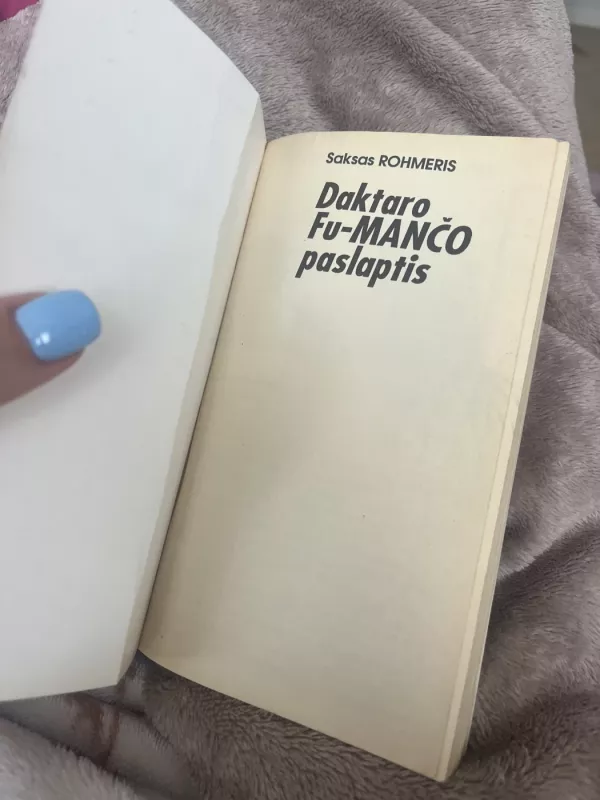 Saksas ROHMERIS
Daktaro
Fu-MANČO
paslaptis